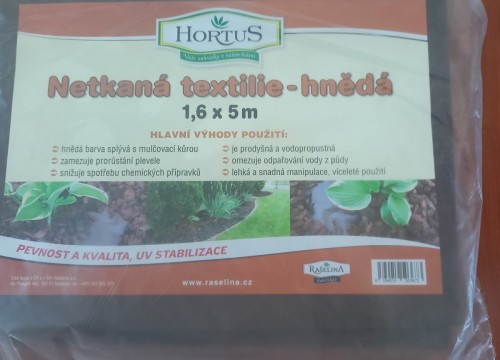 HORTUS
Netkaná textilie - hnědá
1,6 x 5m
HLAVNÍ VÝHODY POUŽITÍ:
hnědá barva splývá s mulčovací kůrou
zamezuje prorůstání plevele
snižuje spotřebu chemických přípravků
je prodyšná a vodopropustná
omezuje odpařování vody z půdy
lehká a snadná manipulace, víceleté použití
PEVNOST A KVALITA, UV STABILIZACE
RAŠELINA
www.raselina.cz